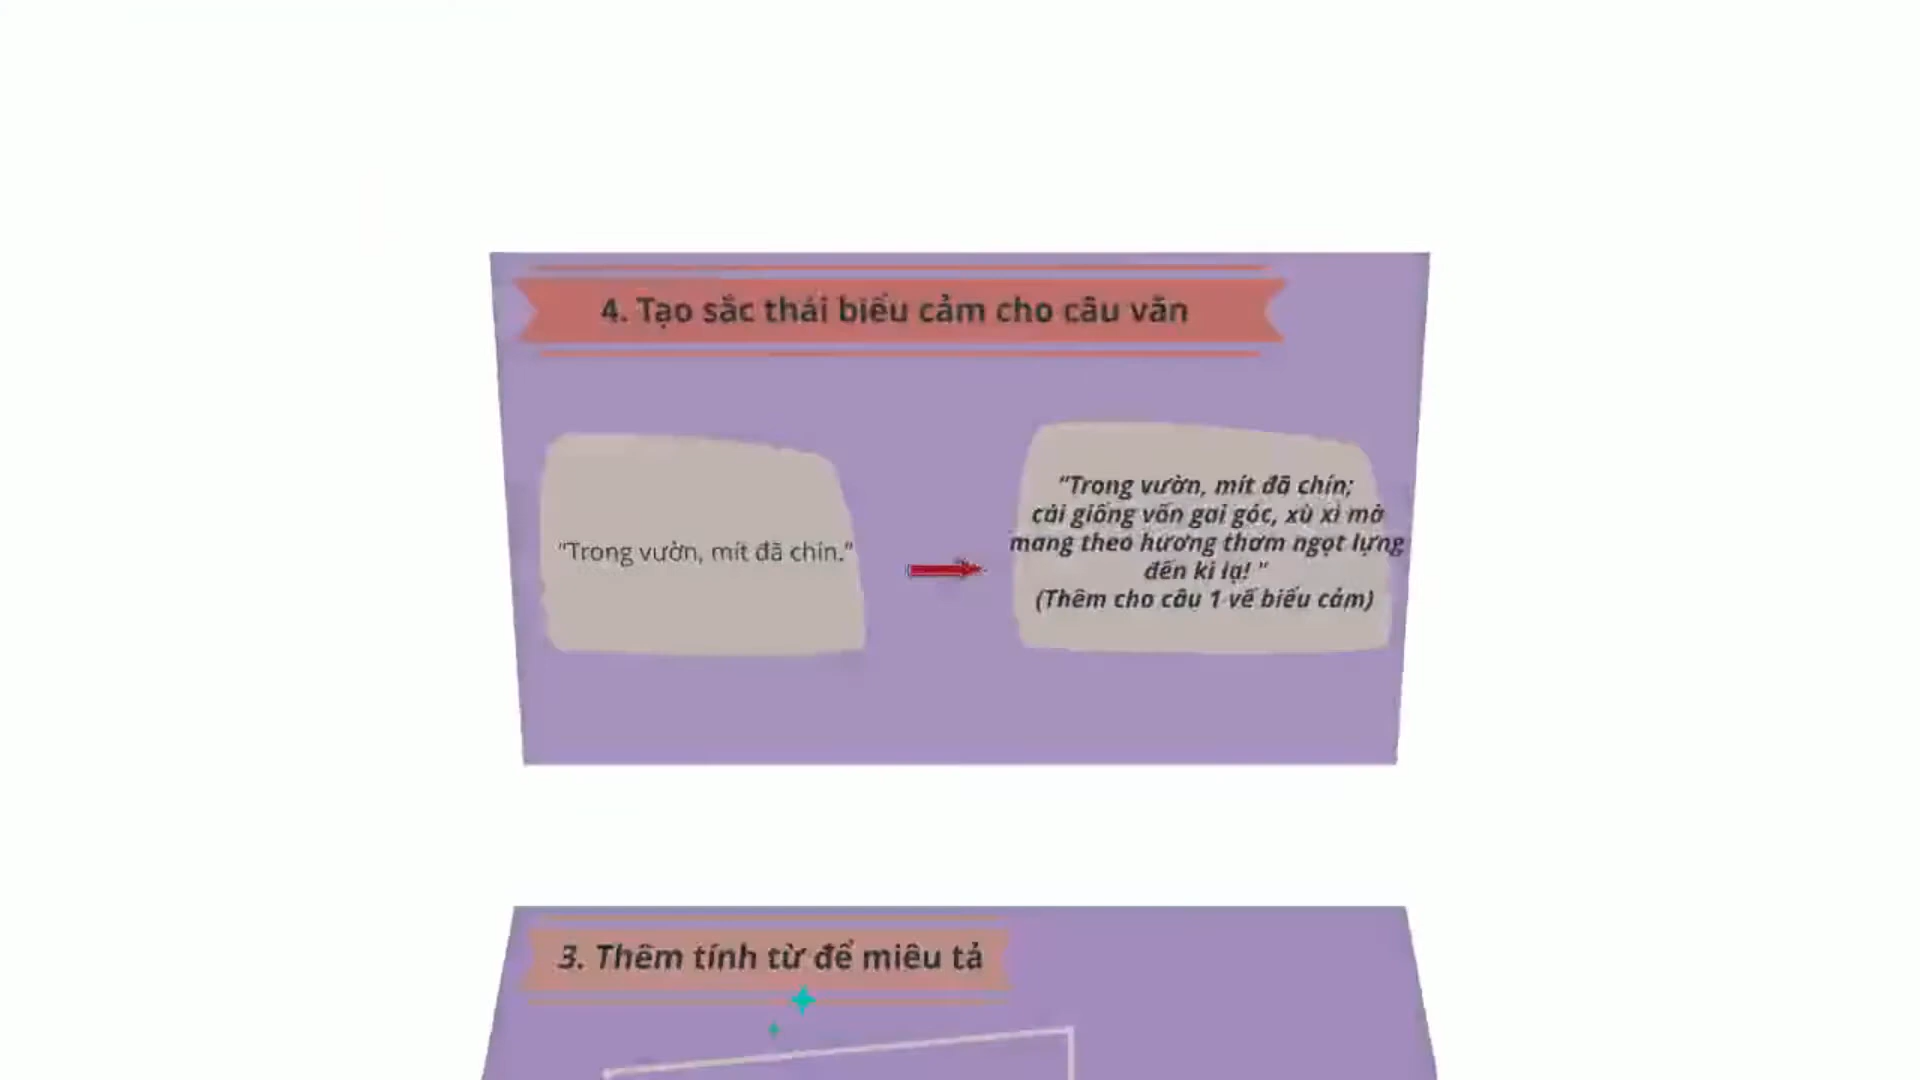 4. Tạo sắc thái biểu cảm cho câu văn
"Trong vườn, mít đã chín."
"Trong vườn, mít đã chín;
cái giống vốn gai góc, xù xì mà
mang theo hương thơm ngọt lựng
đến kì lạ! "
(Thêm cho câu 1 vế biểu cảm)
3. Thêm tính từ để miêu tả